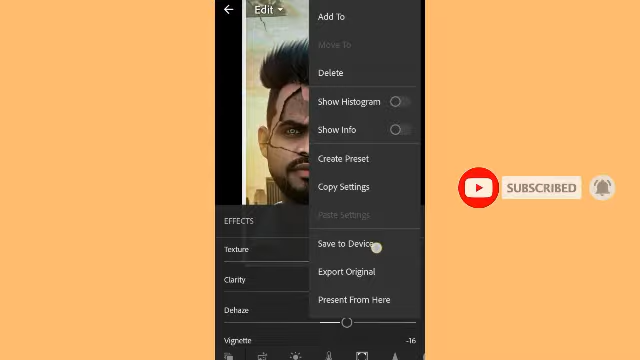 Edit
Add To
Move To
Delete
Show Histogram
Show Info
Create Preset
Copy Settings
Paste Settings
Save to Device
Export Original
Present From Here
EFFECTS
Texture
Clarity
Dehaze
Vignette
-16
SUBSCRIBED